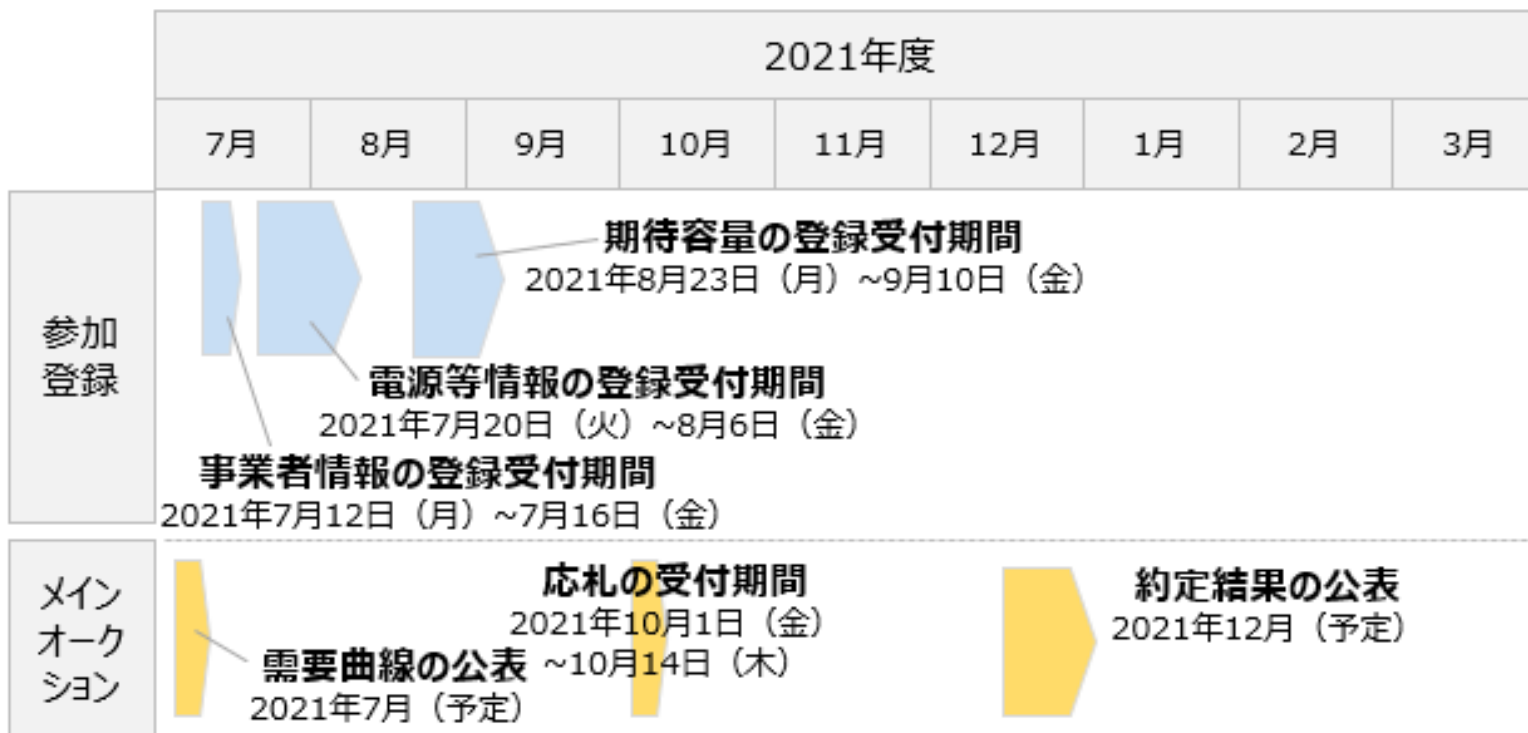 2021年度
7月
8月
9月
10月
11月
12月
1月
2月
3月
参加
登録
期待容量の登録受付期間
2021年8月23日（月）~9月10日（金）
電源等情報の登録受付期間
2021年7月20日（火）~8月6日（金）
事業者情報の登録受付期間
2021年7月12日（月）~7月16日（金）
メイン
オーク
ション
需要曲線の公表
2021年7月（予定）
応札の受付期間
2021年10月1日（金）
~10月14日（木）
約定結果の公表
2021年12月（予定）